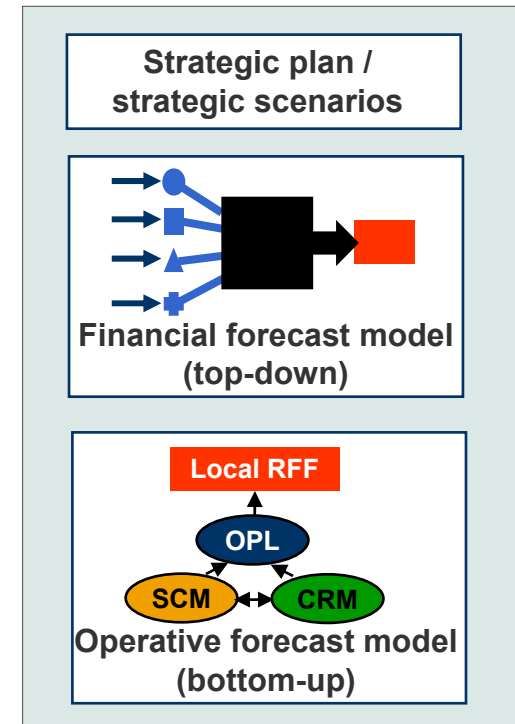 Strategic plan /
strategic scenarios
Financial forecast model
(top-down)
Local RFF
OPL
SCM
CRM
Operative forecast model
(bottom-up)